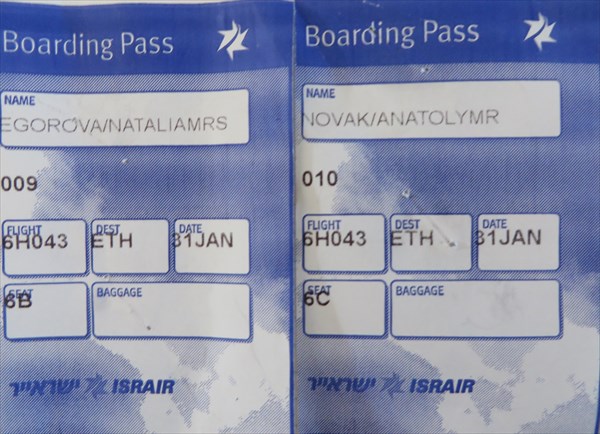 Boarding Pass
NAME
EGOROVA/NATALIAMRS
009
FLIGHT DEST DATE
6H043 ETH 31JAN
SEAT BAGGAGE
6B
ישראייר ISRAIR
Boarding Pass
NAME
NOVAK/ANATOLYMR
010
FLIGHT DEST DATE
6H043 ETH 31JAN
SEAT BAGGAGE
6C
ישראייר ISRAIR